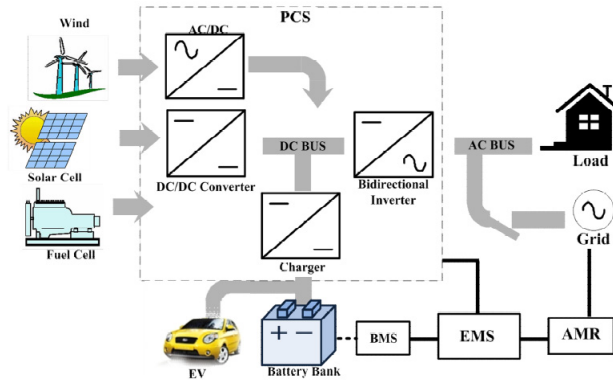 Wind
PCS
AC/DC
Solar Cell
DC/DC Converter
DC BUS
Bidirectional
Inverter
AC BUS
Load
Fuel Cell
Charger
Grid
EV
Battery Bank
BMS
EMS
AMR